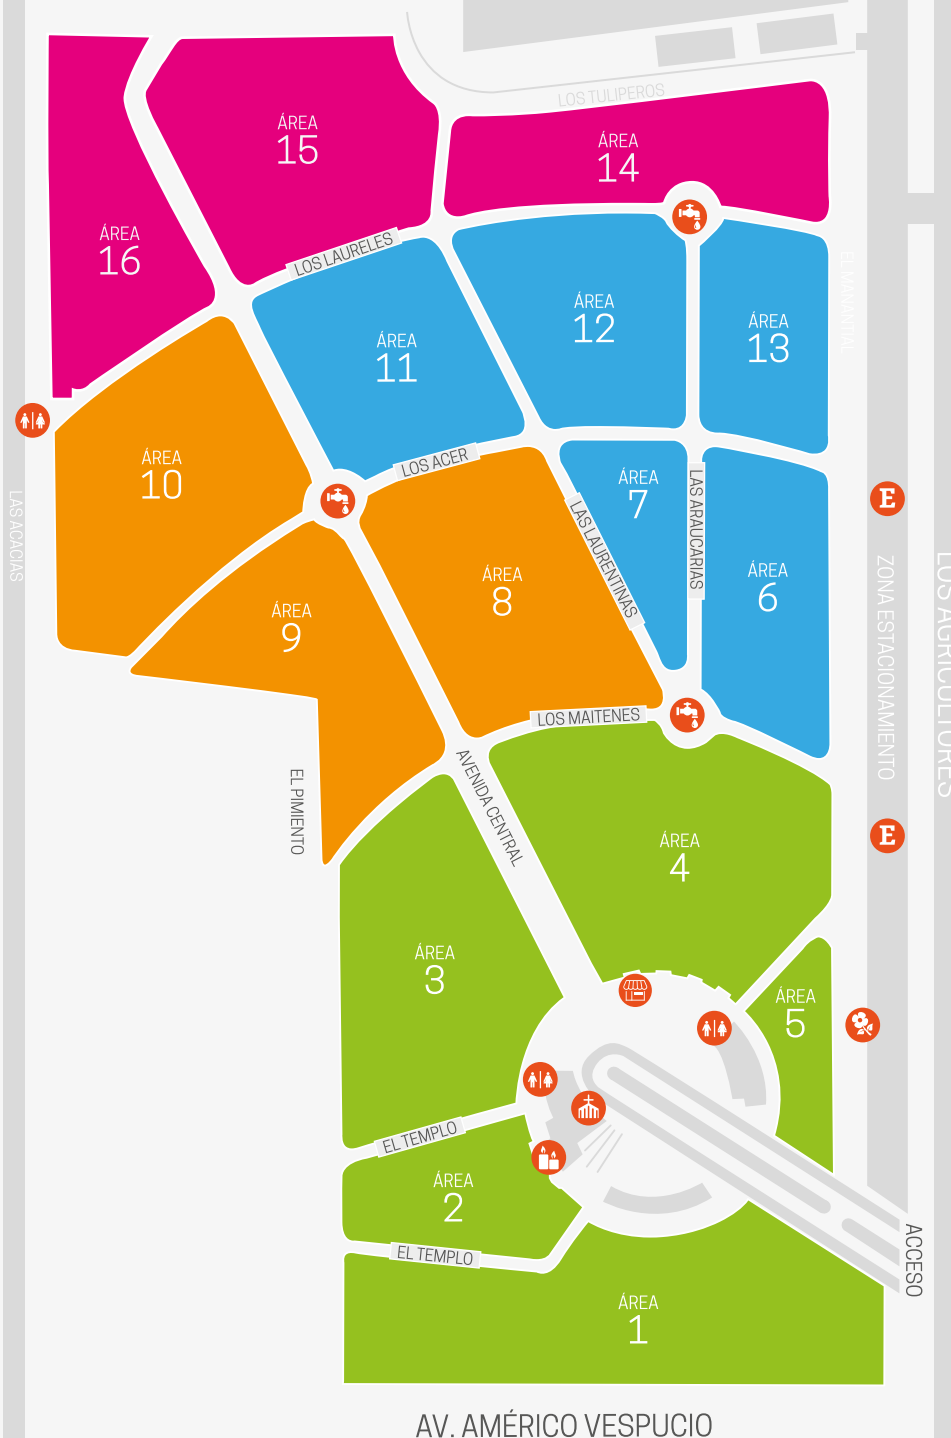 LOS TULIPEROS
ÁREA
15
ÁREA
14
ÁREA
16
LOS LAURELES
EL MANANTIAL
ÁREA
12
ÁREA
13
ÁREA
11
LOS ACER
ÁREA
10
ÁREA
7
LAS ACACIAS
LAS LAURENTINAS
LAS ARAUCARIAS
E
ZONA ESTACIONAMIENTO
LOS AGRICULTORES
ÁREA
8
ÁREA
6
ÁREA
9
LOS MAITENES
EL PIMIENTO
AVENIDA CENTRAL
E
ÁREA
4
ÁREA
3
ÁREA
5
EL TEMPLO
ÁREA
2
EL TEMPLO
ACCESO
ÁREA
1
AV. AMÉRICO VESPUCIO